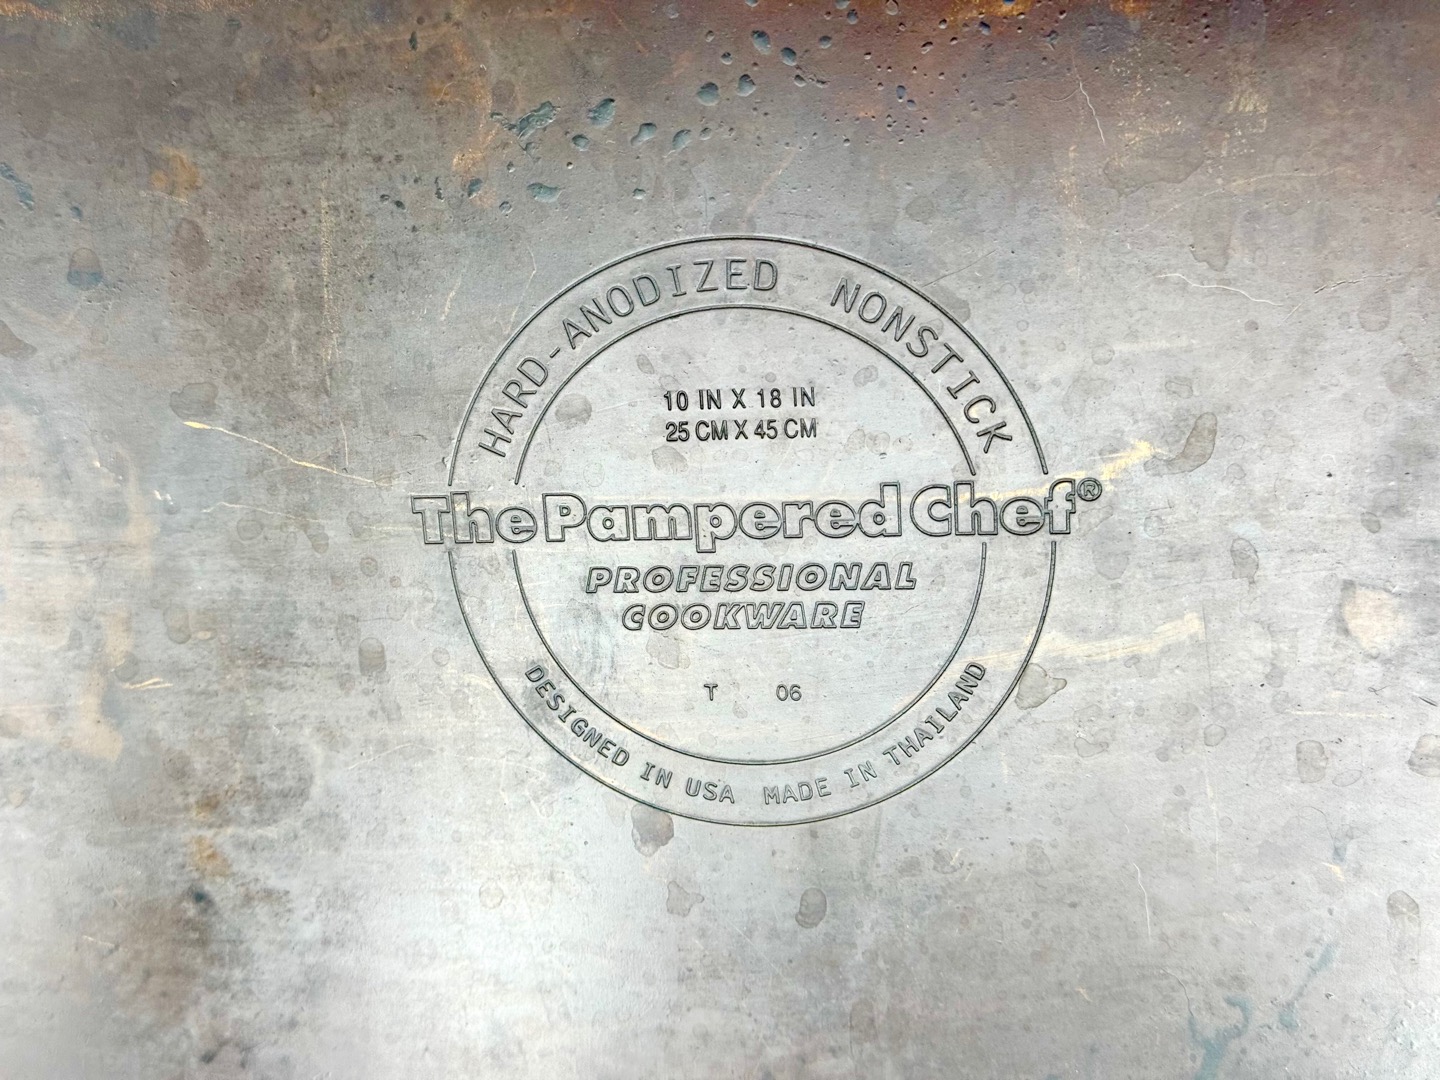 HARD-ANODIZED NONSTICK
10 IN X 18 IN
25 CM X 45 CM
The Pampered Chef®
PROFESSIONAL
COOKWARE
T 06
DESIGNED IN USA MADE IN THAILAND